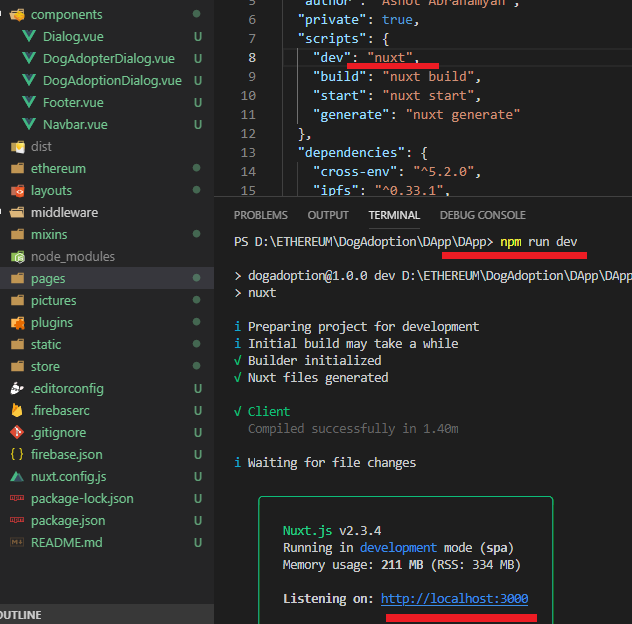 components
Dialog.vue U
DogAdopterDialog.vue U
DogAdoptionDialog.vue U
Footer.vue U
Navbar.vue U
dist
ethereum
layouts
middleware
mixins
node_modules
pages
pictures
plugins
static
store
.editorconfig U
.firebaserc U
.gitignore U
firebase.json U
nuxt.config.js U
package-lock.json U
package.json U
README.md U
OUTLINE
5 "author": "Ashot Abrahamyan",
6 "private": true,
7 "scripts": {
8 "dev": "nuxt",
9 "build": "nuxt build",
10 "start": "nuxt start",
11 "generate": "nuxt generate"
12 },
13 "dependencies": {
14 "cross-env": "^5.2.0",
15 "ipfs": "^0.33.1",
PROBLEMS OUTPUT TERMINAL DEBUG CONSOLE
PS D:\ETHEREUM\DogAdoption\DApp\DApp> npm run dev
> dogadoption@1.0.0 dev D:\ETHEREUM\DogAdoption\DApp\DApp
> nuxt
i Preparing project for development
i Initial build may take a while
√ Builder initialized
√ Nuxt files generated
√ Client
Compiled successfully in 1.40m
i Waiting for file changes
Nuxt.js v2.3.4
Running in development mode (spa)
Memory usage: 211 MB (RSS: 334 MB)
Listening on: http://localhost:3000